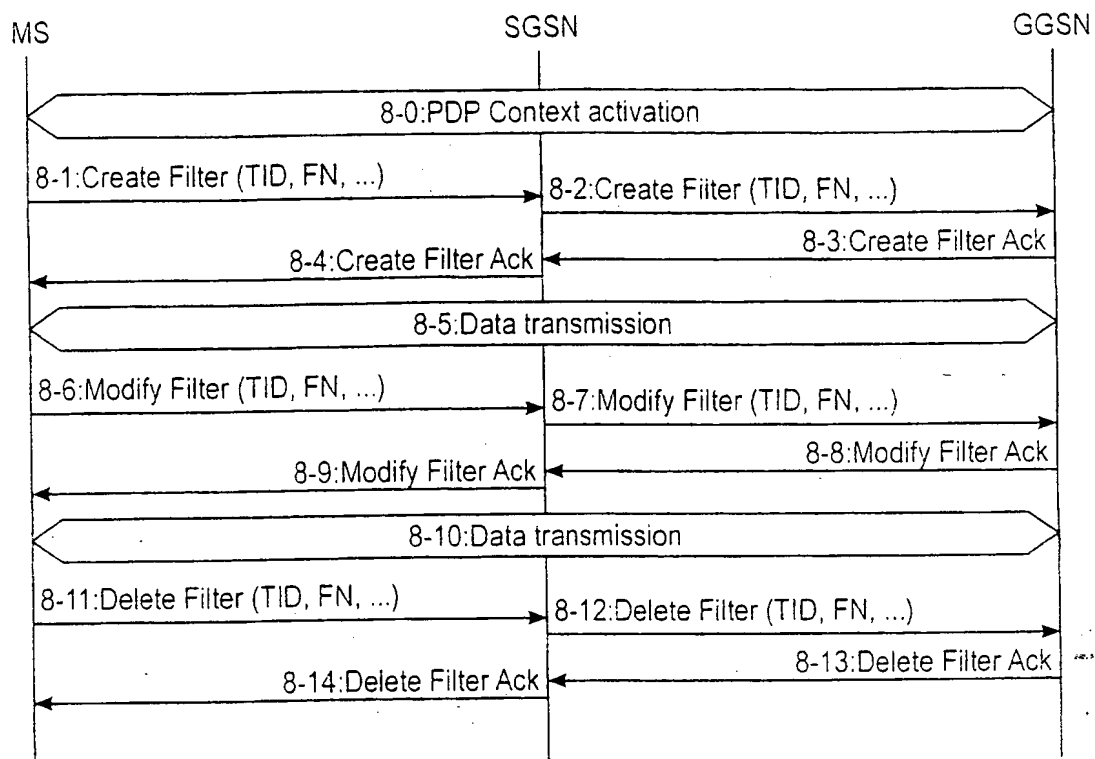 MS
SGSN
GGSN
8-0:PDP Context activation
8-1:Create Filter (TID, FN, ...)
8-2:Create Filter (TID, FN, ...)
8-3:Create Filter Ack
8-4:Create Filter Ack
8-5:Data transmission
8-6:Modify Filter (TID, FN, ...)
8-7:Modify Filter (TID, FN, ...)
8-8:Modify Filter Ack
8-9:Modify Filter Ack
8-10:Data transmission
8-11:Delete Filter (TID, FN, ...)
8-12:Delete Filter (TID, FN, ...)
8-13:Delete Filter Ack
8-14:Delete Filter Ack